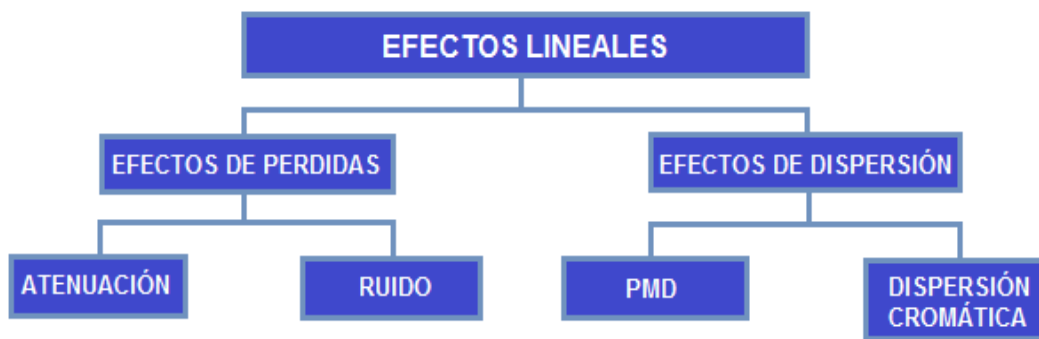 EFECTOS LINEALES
EFECTOS DE PERDIDAS
EFECTOS DE DISPERSIÓN
ATENUACIÓN
RUIDO
PMD
DISPERSIÓN
CROMÁTICA